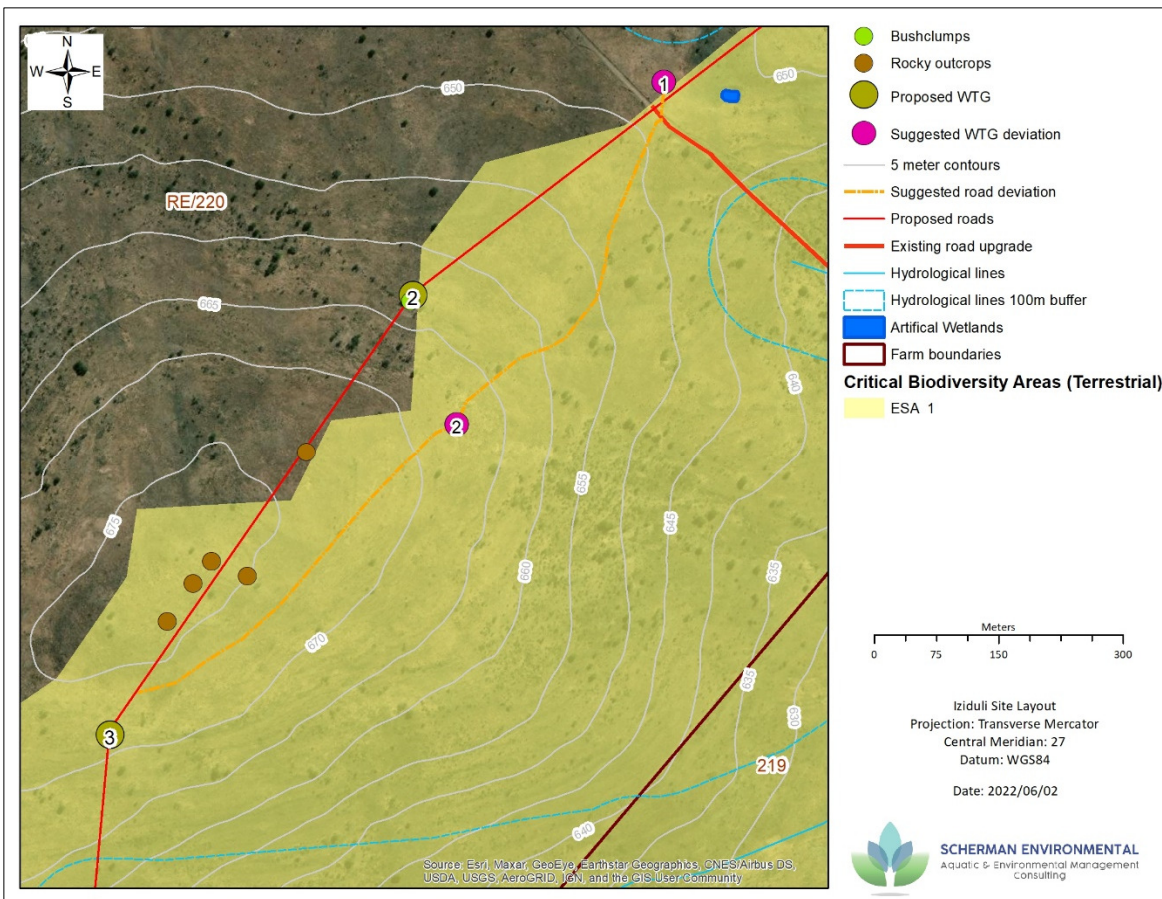 N
W E
S
650
1
650
RE/220
665
2
640
2
655
675
645
660
635
670
635
630
3
219
640
Source: Esri, Maxar, GeoEye, Earthstar Geographics, CNES/Airbus DS,
USDA, USGS, AeroGRID, IGN, and the GIS User Community
Bushclumps
Rocky outcrops
Proposed WTG
Suggested WTG deviation
5 meter contours
Suggested road deviation
Proposed roads
Existing road upgrade
Hydrological lines
Hydrological lines 100m buffer
Artifical Wetlands
Farm boundaries
Critical Biodiversity Areas (Terrestrial)
ESA 1
Meters
0 75 150 300
Iziduli Site Layout
Projection: Transverse Mercator
Central Meridian: 27
Datum: WGS84
Date: 2022/06/02
SCHERMAN ENVIRONMENTAL
Aquatic & Environmental Management
Consulting